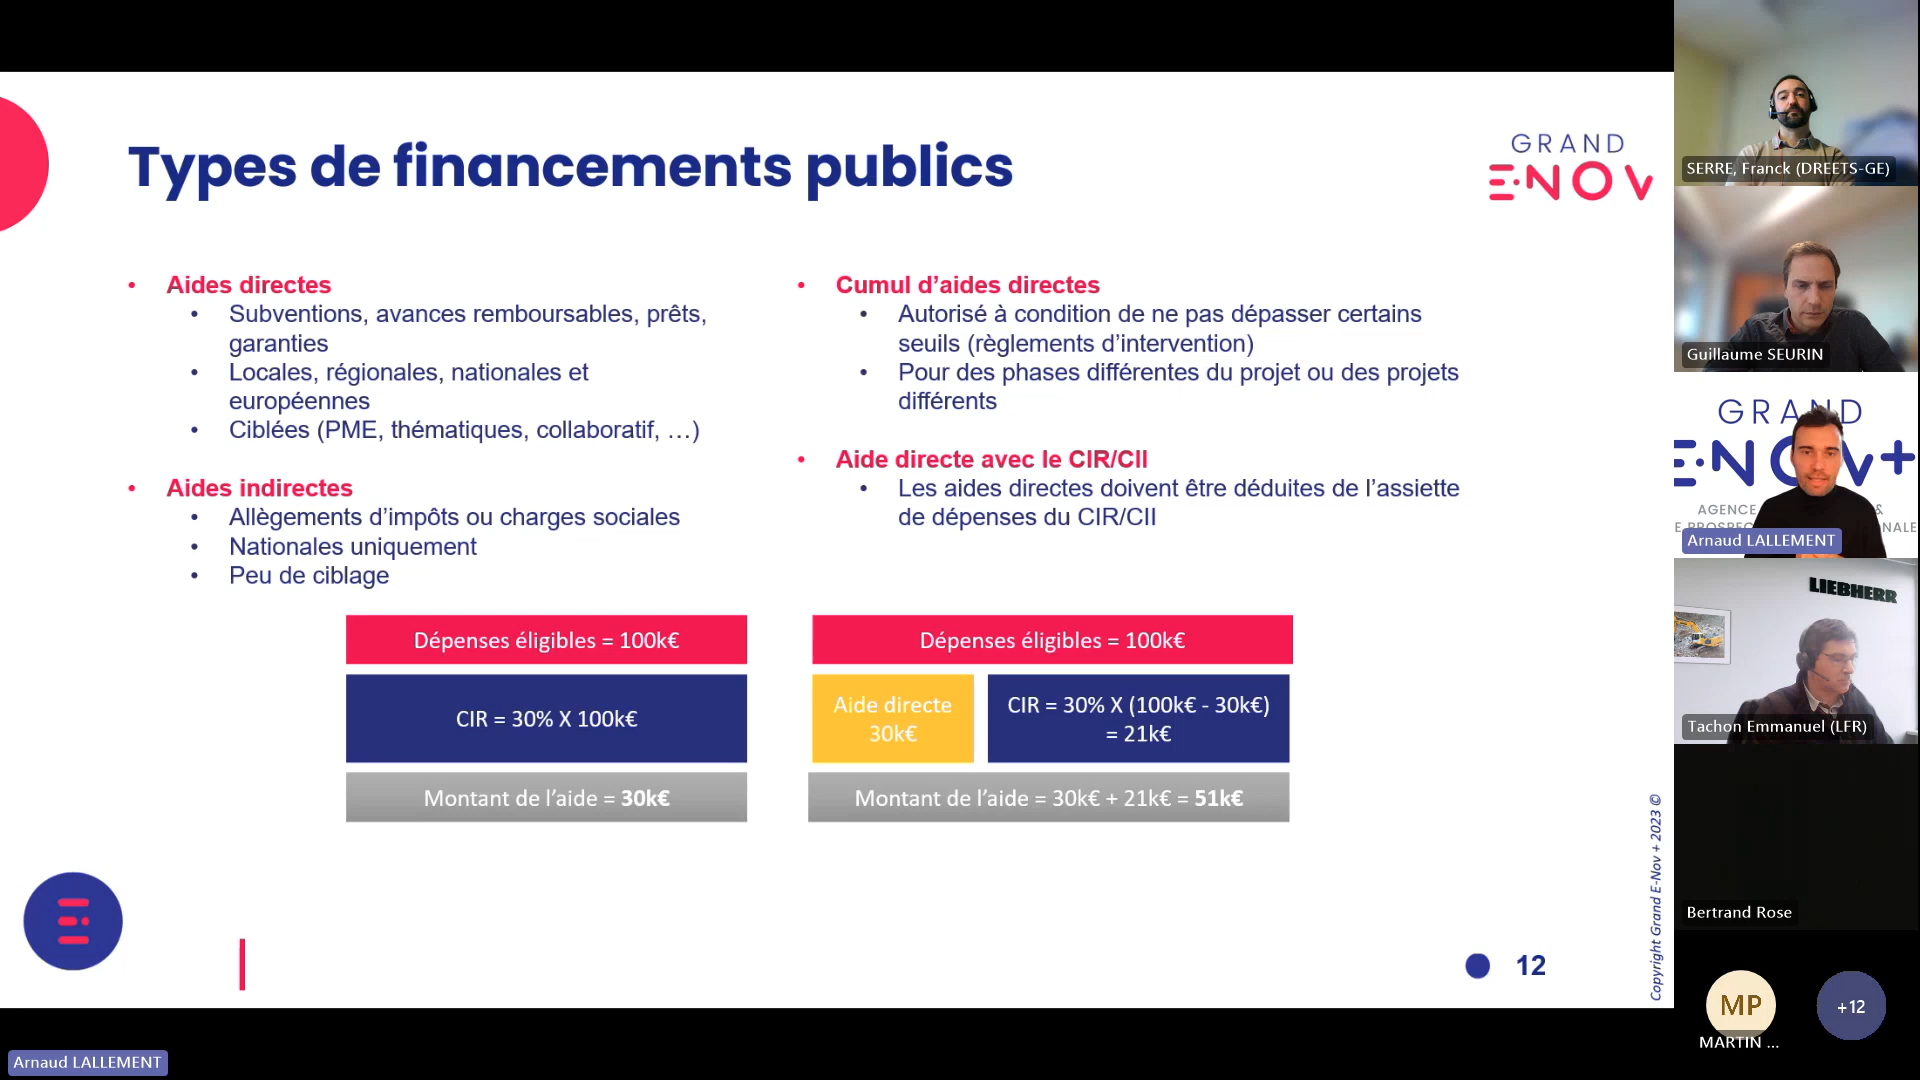 Types de financements publics
GRAND
E·NOV
• Aides directes
• Subventions, avances remboursables, prêts,
garanties
• Locales, régionales, nationales et
européennes
• Ciblées (PME, thématiques, collaboratif, …)
• Aides indirectes
• Allègements d’impôts ou charges sociales
• Nationales uniquement
• Peu de ciblage
• Cumul d’aides directes
• Autorisé à condition de ne pas dépasser certains
seuils (règlements d’intervention)
• Pour des phases différentes du projet ou des projets
différents
• Aide directe avec le CIR/CII
• Les aides directes doivent être déduites de l’assiette
de dépenses du CIR/CII
Dépenses éligibles = 100k€
CIR = 30% X 100k€
Montant de l’aide = 30k€
Dépenses éligibles = 100k€
Aide directe
30k€
CIR = 30% X (100k€ - 30k€)
= 21k€
Montant de l’aide = 30k€ + 21k€ = 51k€
Copyright Grand E-Nov + 2023 ©
12
Arnaud LALLEMENT
SERRE, Franck (DREETS-GE)
Guillaume SEURIN
GRAND
E·NOV+
AGENCE &
Arnaud LALLEMENT
LIEBHERR
Tachon Emmanuel (LFR)
Bertrand Rose
MP
MARTIN ...
+12